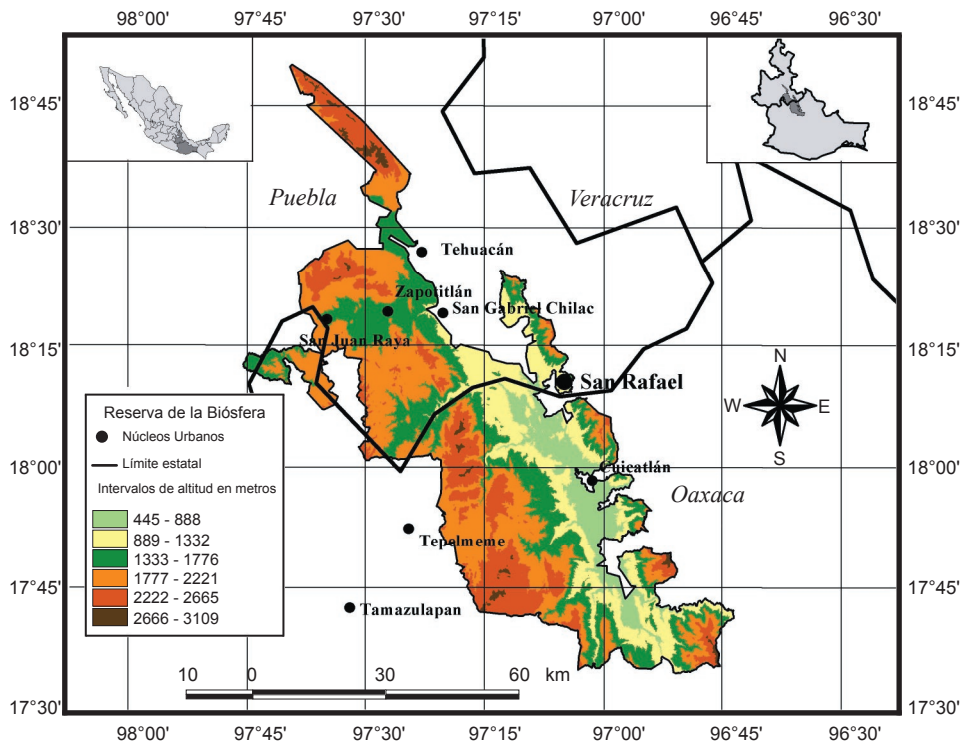 98°00' 97°45' 97°30' 97°15' 97°00' 96°45' 96°30'
18°45' 18°45'
Puebla Veracruz
18°30' 18°30'
Tehuacán
Zapotitlán
San Gabriel Chilac
San Juan Raya
18°15' 18°15'
San Rafael
N
W E
S
Reserva de la Biósfera
Núcleos Urbanos
Límite estatal
Intervalos de altitud en metros
445 - 888
889 - 1332
1333 - 1776
1777 - 2221
2222 - 2665
2666 - 3109
18°00' 18°00'
Cuicatlán
Oaxaca
Tepelmeme
17°45' 17°45'
Tamazulapan
10 0 30 60 km
17°30' 17°30'
98°00' 97°45' 97°30' 97°15' 97°00' 96°45' 96°30'